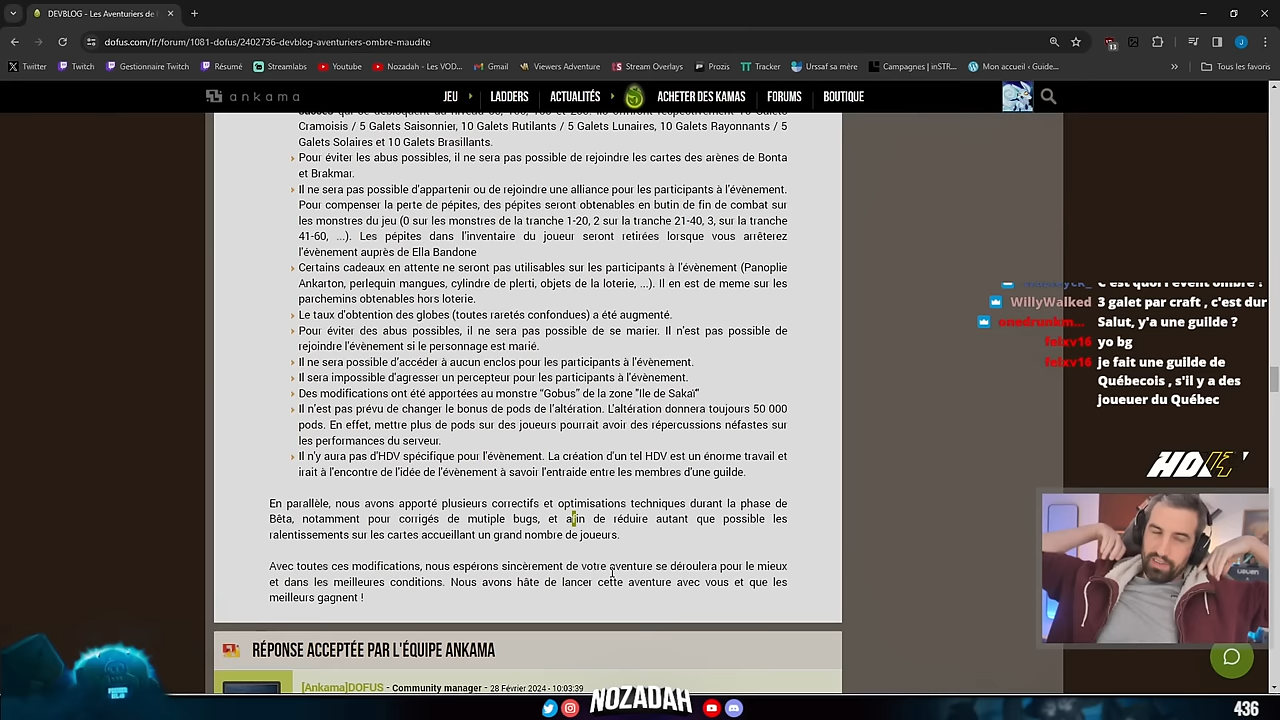 DEVBLOG - Les Aventuriers de l
dofus.com/fr/forum/1081-dofus/2402736-devblog-aventuriers-ombre-maudite
13
J
Twitter Twitch Gestionnaire Twitch Résumé Streamlabs Youtube Nozadah - Les VOD... Gmail Viewers Adventure Stream Overlays Prozis Tracker Urssaf sa mère Campagnes | inSTR... Mon accueil ‹ Guide... Tous les favoris
ankama JEU LADDERS ACTUALITÉS ACHETER DES KAMAS FORUMS BOUTIQUE
Cramoisis / 5 Galets Saisonnier, 10 Galets Rutilants / 5 Galets Lunaires, 10 Galets Rayonnants / 5
Galets Solaires et 10 Galets Brasillants.
Pour éviter les abus possibles, il ne sera pas possible de rejoindre les cartes des arènes de Bonta
et Brakmar.
Il ne sera pas possible d'appartenir ou de rejoindre une alliance pour les participants à l'évènement.
Pour compenser la perte de pépites, des pépites seront obtenables en butin de fin de combat sur
les monstres du jeu (0 sur les monstres de la tranche 1-20, 2 sur la tranche 21-40, 3, sur la tranche
41-60, ...). Les pépites dans l'inventaire du joueur seront retirées lorsque vous arrêterez
l'évènement auprès de Ella Bandone
Certains cadeaux en attente ne seront pas utilisables sur les participants à l'évènement (Panoplie
Ankarton, perlequin mangues, cylindre de plerti, objets de la loterie, ...). Il en est de meme sur les
parchemins obtenables hors loterie.
Le taux d'obtention des globes (toutes raretés confondues) a été augmenté.
Pour éviter des abus possibles, il ne sera pas possible de se marier. Il n'est pas possible de
rejoindre l'évènement si le personnage est marié.
Il ne sera possible d'accéder à aucun enclos pour les participants à l'évènement.
Il sera impossible d'agresser un percepteur pour les participants à l'évènement.
Des modifications ont été apportées au monstre "Gobus" de la zone "Ile de Sakaï"
Il n'est pas prévu de changer le bonus de pods de l'altération. L'altération donnera toujours 50 000
pods. En effet, mettre plus de pods sur des joueurs pourrait avoir des répercussions néfastes sur
les performances du serveur.
Il n'y aura pas d'HDV spécifique pour l'évènement. La création d'un tel HDV est un énorme travail et
irait à l'encontre de l'idée de l'évènement à savoir l'entraide entre les membres d'une guilde.
En parallèle, nous avons apporté plusieurs correctifs et optimisations techniques durant la phase de
Bêta, notamment pour corrigés de mutiple bugs, et afin de réduire autant que possible les
ralentissements sur les cartes accueillant un grand nombre de joueurs.
Avec toutes ces modifications, nous espérons sincèrement de votre aventure se déroulera pour le mieux
et dans les meilleures conditions. Nous avons hâte de lancer cette aventure avec vous et que les
meilleurs gagnent !
RÉPONSE ACCEPTÉE PAR L'ÉQUIPE ANKAMA
[Ankama]DOFUS - Community manager - 28 Février 2024 - 10:03:39
WillyWalked 3 galet par craft , c'est dur
onedrunkm... Salut, y'a une guilde ?
felxv16 yo bg
felxv16 je fait une guilde de
Québecois , s'il y a des
joueuer du Québec
NOZADAH
436